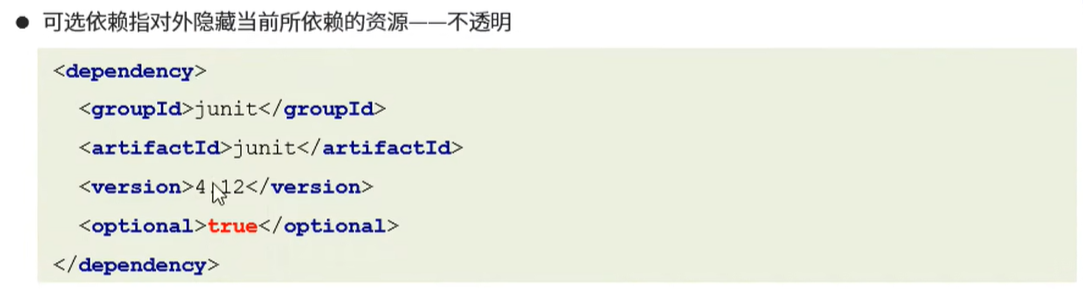 ● 可选依赖指对外隐藏当前所依赖的资源——不透明
<dependency>
<groupId>junit</groupId>
<artifactId>junit</artifactId>
<version>4.12</version>
<optional>true</optional>
</dependency>